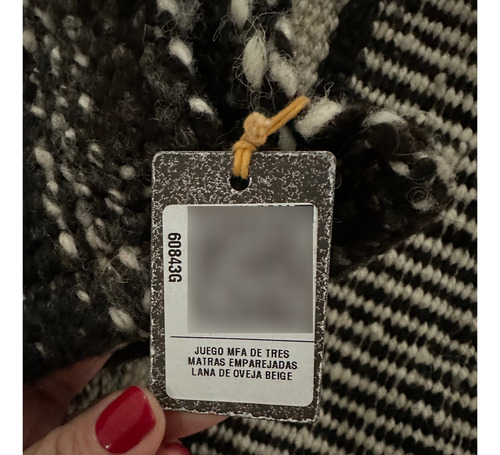 60843G
JUEGO MFA DE TRES
MATRAS EMPAREJADAS
LANA DE OVEJA BEIGE